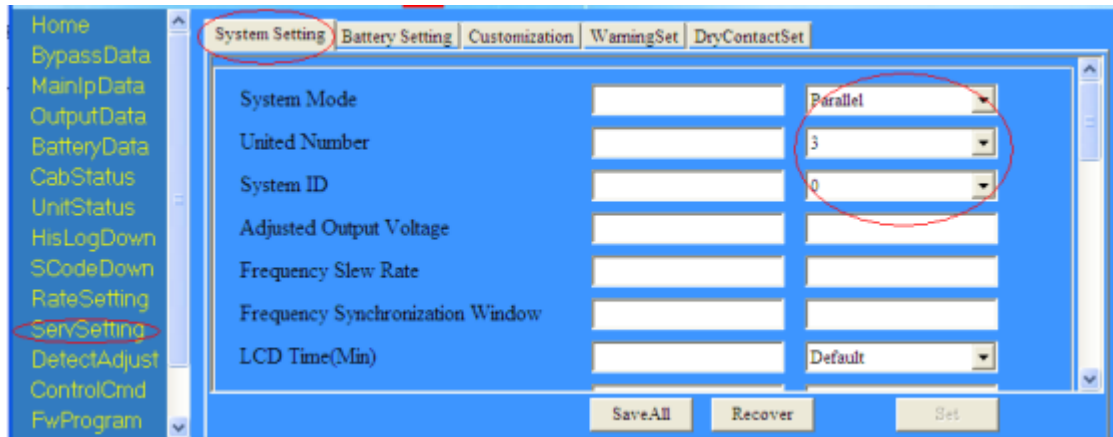 Home
BypassData
MainIpData
OutputData
BatteryData
CabStatus
UnitStatus
HisLogDown
SCodeDown
RateSetting
ServSetting
DetectAdjust
ControlCmd
FwProgram
System Setting Battery Setting Customization WarningSet DryContactSet
System Mode Parallel
United Number 3
System ID 0
Adjusted Output Voltage
Frequency Slew Rate
Frequency Synchronization Window
LCD Time(Min) Default
SaveAll Recover Set